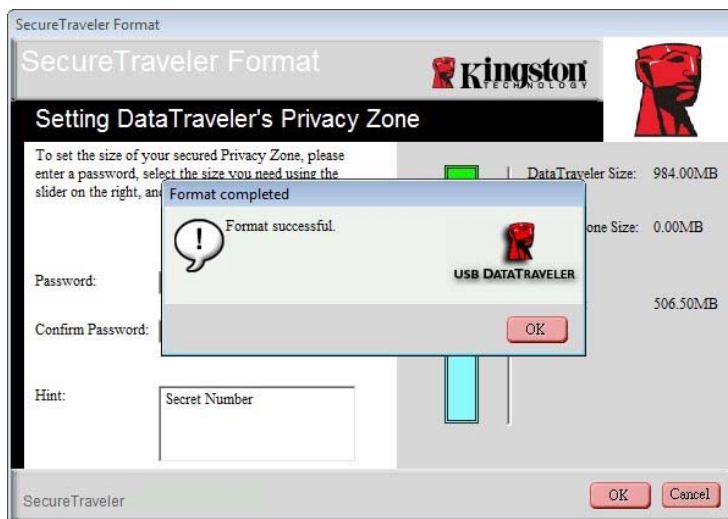 SecureTraveler Format
SecureTraveler Format
Kingston
TECHNOLOGY
Setting DataTraveler's Privacy Zone
To set the size of your secured Privacy Zone, please
enter a password, select the size you need using the
slider on the right, an
DataTraveler Size: 984.00MB
one Size: 0.00MB
506.50MB
Format completed
Format successful.
USB DATATRAVELER
OK
Password:
Confirm Password:
Hint:
Secret Number
SecureTraveler
OK
Cancel